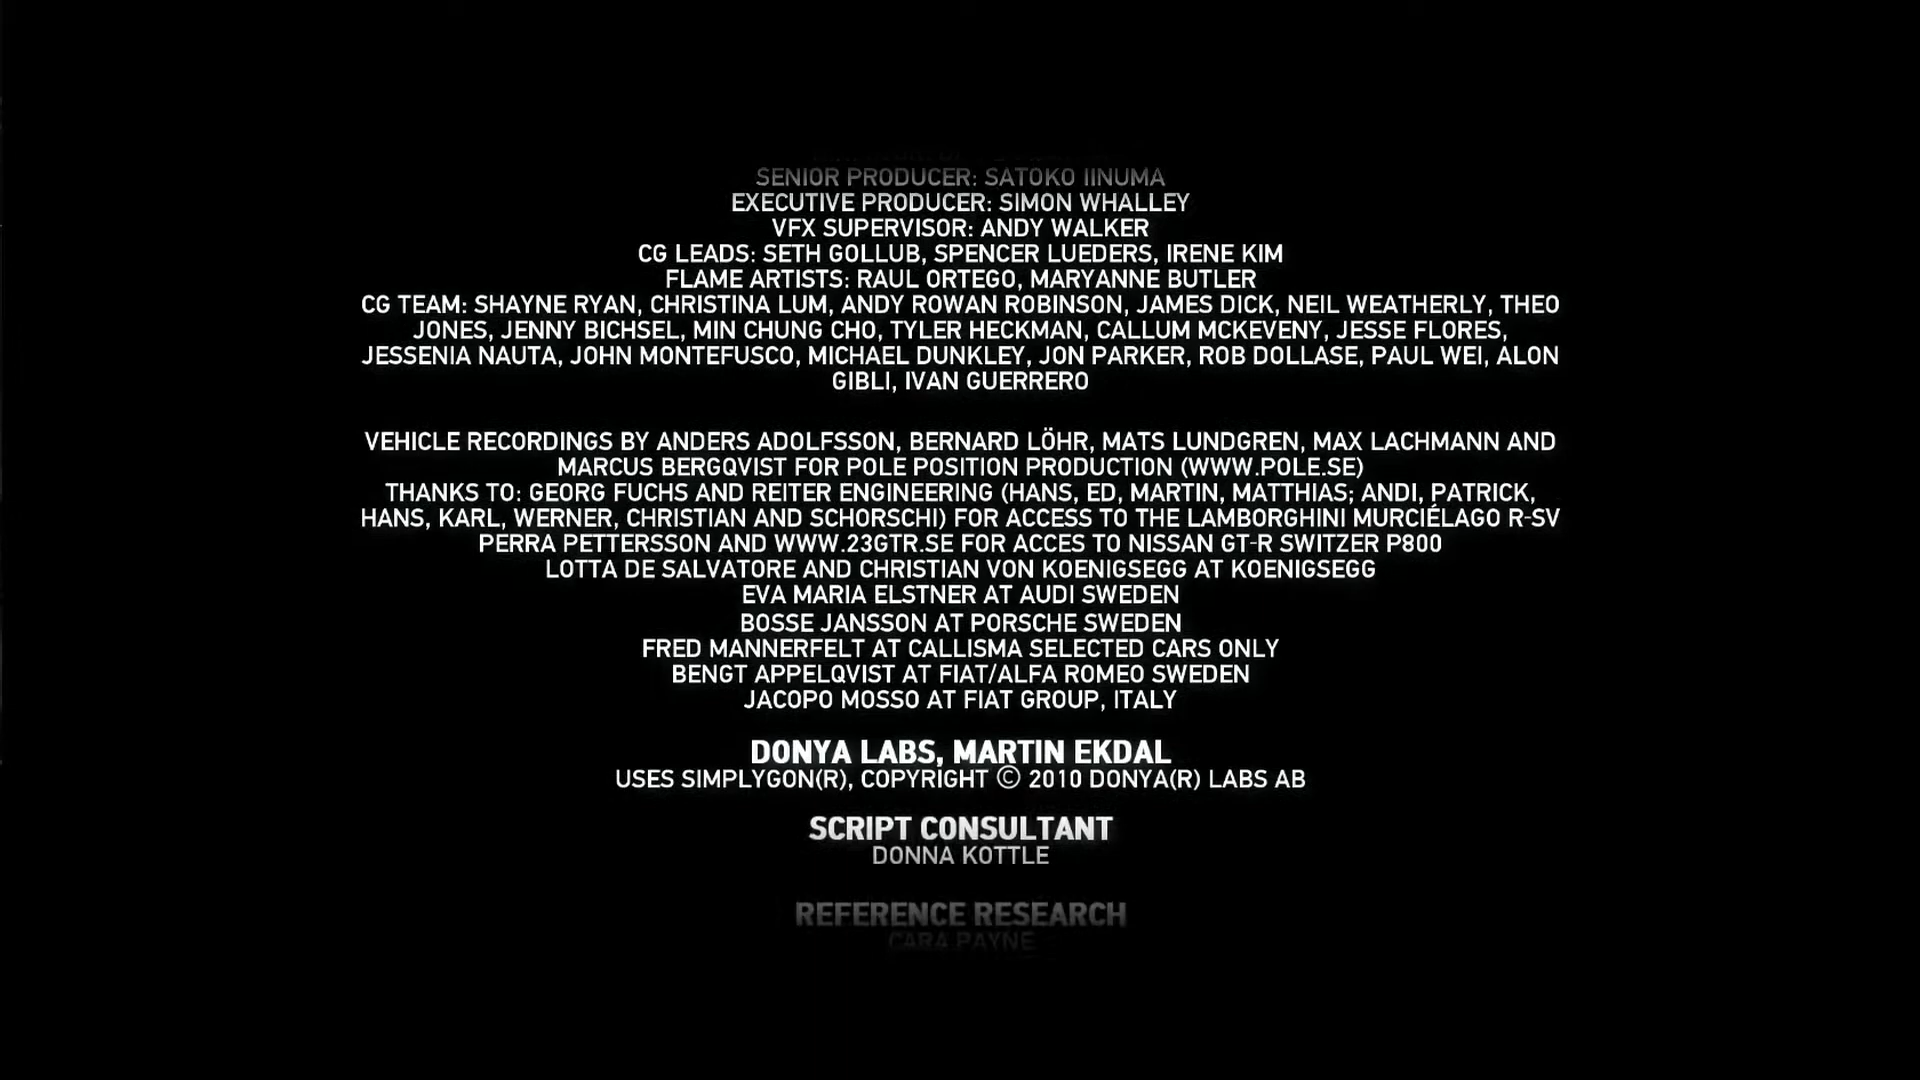 SENIOR PRODUCER: SATOKO IINUMA
EXECUTIVE PRODUCER: SIMON WHALLEY
VFX SUPERVISOR: ANDY WALKER
CG LEADS: SETH GOLLUB, SPENCER LUEDERS, IRENE KIM
FLAME ARTISTS: RAUL ORTEGO, MARYANNE BUTLER
CG TEAM: SHAYNE RYAN, CHRISTINA LUM, ANDY ROWAN ROBINSON, JAMES DICK, NEIL WEATHERLY, THEO
JONES, JENNY BICHSEL, MIN CHUNG CHO, TYLER HECKMAN, CALLUM MCKEVENY, JESSE FLORES,
JESSENIA NAUTA, JOHN MONTEFUSCO, MICHAEL DUNKLEY, JON PARKER, ROB DOLLASE, PAUL WEI, ALON
GIBLI, IVAN GUERRERO
VEHICLE RECORDINGS BY ANDERS ADOLFSSON, BERNARD LÖHR, MATS LUNDGREN, MAX LACHMANN AND
MARCUS BERGQVIST FOR POLE POSITION PRODUCTION (WWW.POLE.SE)
THANKS TO: GEORG FUCHS AND REITER ENGINEERING (HANS, ED, MARTIN, MATTHIAS; ANDI, PATRICK,
HANS, KARL, WERNER, CHRISTIAN AND SCHORSCHI) FOR ACCESS TO THE LAMBORGHINI MURCIÉLAGO R-SV
PERRA PETTERSSON AND WWW.23GTR.SE FOR ACCES TO NISSAN GT-R SWITZER P800
LOTTA DE SALVATORE AND CHRISTIAN VON KOENIGSEGG AT KOENIGSEGG
EVA MARIA ELSTNER AT AUDI SWEDEN
BOSSE JANSSON AT PORSCHE SWEDEN
FRED MANNERFELT AT CALLISMA SELECTED CARS ONLY
BENGT APPELQVIST AT FIAT/ALFA ROMEO SWEDEN
JACOPO MOSSO AT FIAT GROUP, ITALY
DONYA LABS, MARTIN EKDAL
USES SIMPLYGON(R), COPYRIGHT © 2010 DONYA(R) LABS AB
SCRIPT CONSULTANT
DONNA KOTTLE
REFERENCE RESEARCH
CARA PAYNE